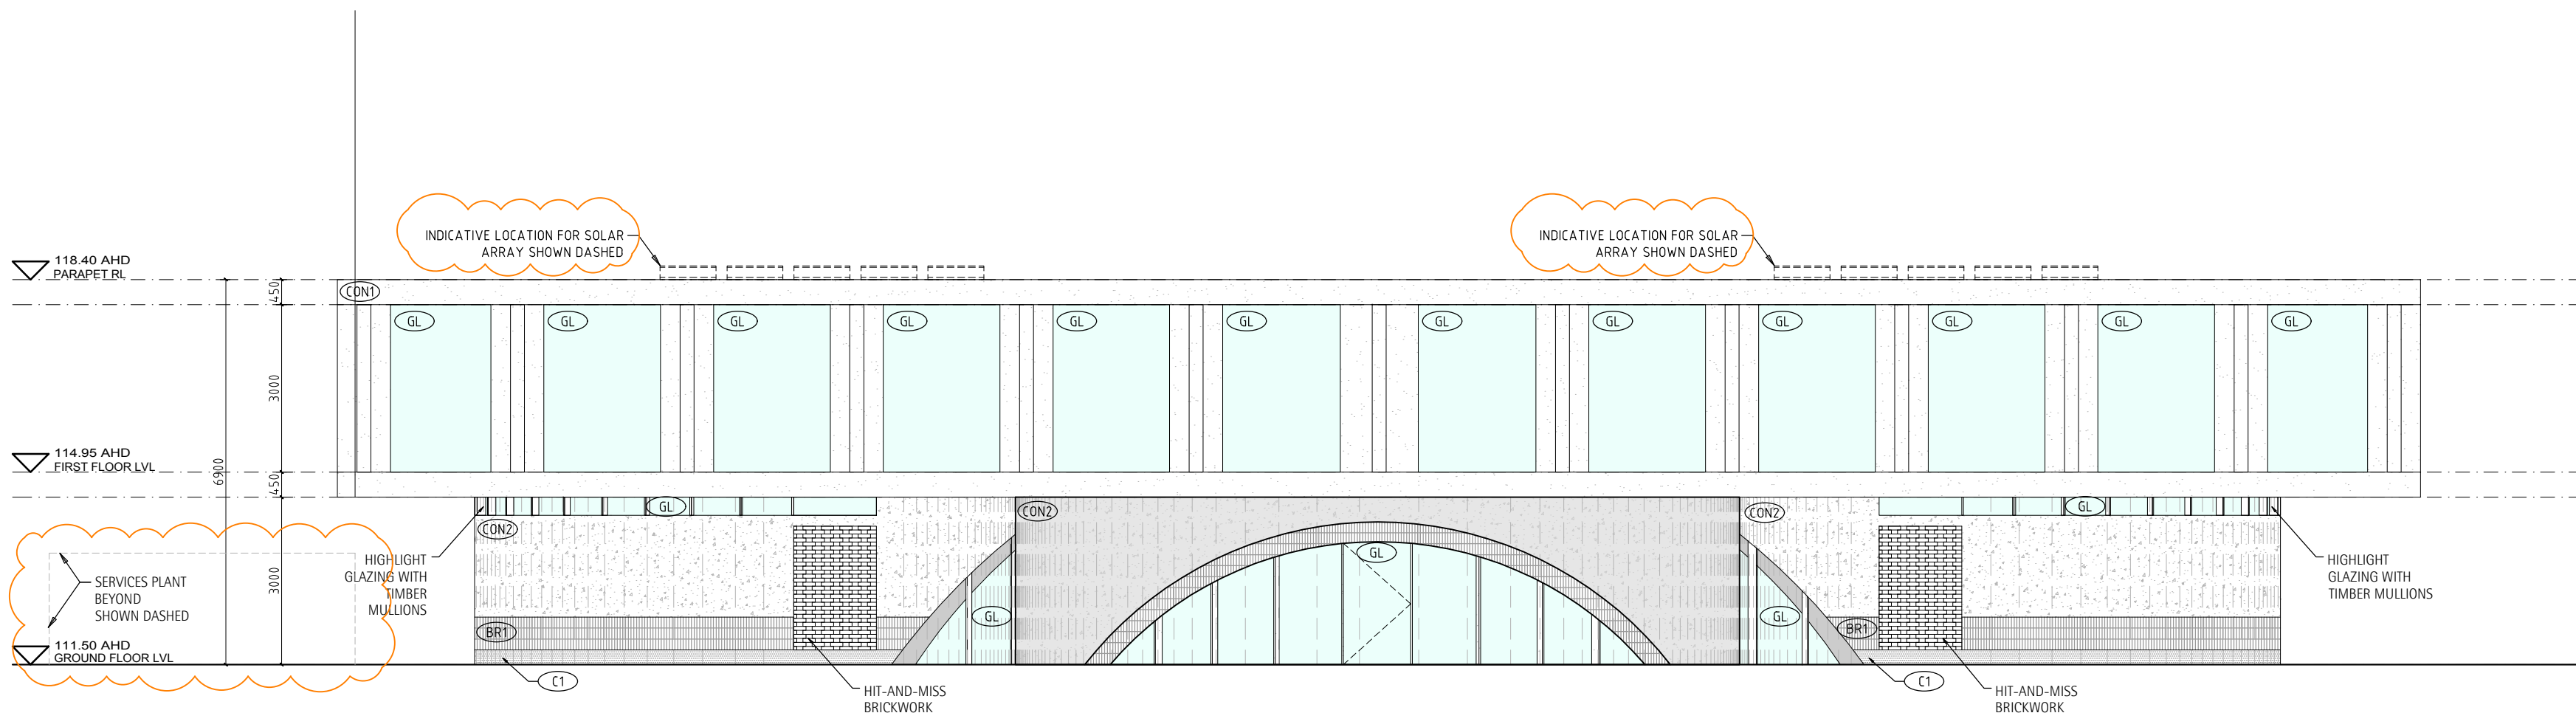 INDICATIVE LOCATION FOR SOLAR
ARRAY SHOWN DASHED
INDICATIVE LOCATION FOR SOLAR
ARRAY SHOWN DASHED
118.40 AHD
PARAPET RL
450
CON1
GL
GL
GL
GL
GL
GL
GL
GL
GL
GL
GL
GL
3000
114.95 AHD
FIRST FLOOR LVL
6900
450
GL
CON2
CON2
CON2
GL
GL
HIGHLIGHT
GLAZING WITH
TIMBER
MULLIONS
HIGHLIGHT
GLAZING WITH
TIMBER MULLIONS
SERVICES PLANT
BEYOND
SHOWN DASHED
3000
GL
GL
BR1
BR1
111.50 AHD
GROUND FLOOR LVL
C1
C1
HIT-AND-MISS
BRICKWORK
HIT-AND-MISS
BRICKWORK